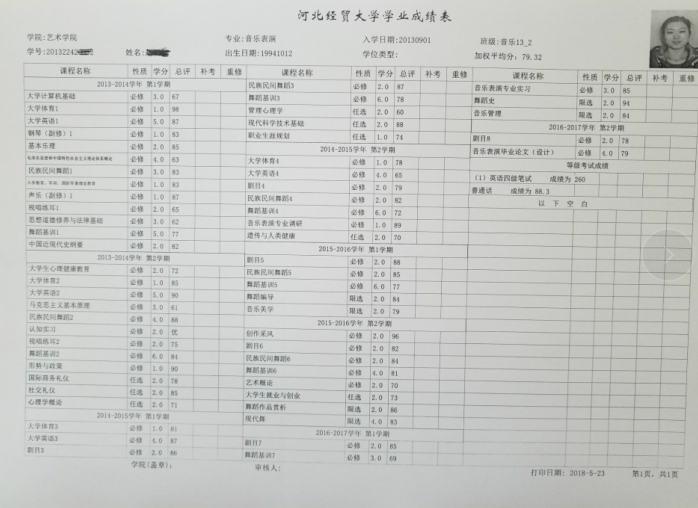 河北经贸大学学业成绩表
学院:艺术学院 专业:音乐表演 入学日期:20130901 班级:音乐13_2
学号:20132242 姓名: 出生日期:19941012 学位类型: 加权平均分: 79.32
课程名称 性质 学分 总评 补考 重修
2013-2014学年 第1学期
大学计算机基础 必修 3.0 67
大学体育1 必修 1.0 98
大学英语1 必修 5.0 87
钢琴（副修）1 必修 1.0 83
基本乐理 必修 2.0 85
必修 4.0 63
民族民间舞蹈1 必修 3.0 83
必修 1.0 83
声乐（副修）1 必修 1.0 87
视唱练耳1 必修 2.0 65
思想道德修养与法律基础 必修 3.0 62
舞蹈基训1 必修 5.0 77
中国近现代史纲要 必修 2.0 82
2013-2014学年 第2学期
大学生心理健康教育 必修 2.0 72
大学体育2 必修 1.0 85
大学英语2 必修 5.0 90
马克思主义基本原理 必修 3.0 61
民族民间舞蹈2 必修 4.0 88
认知实习 必修 2.0 优
视唱练耳2 必修 2.0 75
舞蹈基训2 必修 6.0 84
形势与政策 必修 1.0 90
国际商务礼仪 任选 2.0 78
社交礼仪 任选 2.0 85
心理学概论 任选 2.0 71
2014-2015学年 第1学期
大学体育3 必修 1.0 81
大学英语3 必修 4.0 87
剧目3 必修 2.0 86
课程名称 性质 学分 总评 补考 重修
民族民间舞蹈3 必修 2.0 87
舞蹈基训3 必修 6.0 78
管理心理学 任选 2.0 60
现代科学技术基础 任选 2.0 88
职业生涯规划 任选 1.0 74
2014-2015学年 第2学期
大学体育4 必修 1.0 78
大学英语4 必修 4.0 65
剧目4 必修 2.0 79
民族民间舞蹈4 必修 2.0 82
舞蹈基训4 必修 6.0 72
音乐表演专业调研 必修 1.0 89
遗传与人类健康 任选 2.0 70
2015-2016学年 第1学期
剧目5 必修 2.0 88
民族民间舞蹈5 必修 2.0 85
舞蹈基训5 必修 6.0 77
舞蹈编导 限选 2.0 84
音乐美学 限选 2.0 79
2015-2016学年 第2学期
创作采风 必修 2.0 96
剧目6 必修 2.0 82
民族民间舞蹈6 必修 2.0 84
舞蹈基训6 必修 4.0 81
艺术概论 必修 2.0 70
大学生就业与创业 任选 2.0 73
舞蹈作品赏析 限选 2.0 86
现代舞 限选 4.0 83
2016-2017学年 第1学期
剧目7 必修 2.0 85
舞蹈基训7 必修 3.0 69
课程名称 性质 学分 总评 补考 重修
音乐表演专业实习 必修 3.0 85
舞蹈史 限选 2.0 94
音乐管理 限选 2.0 84
2016-2017学年 第2学期
剧目8 必修 2.0 78
音乐表演毕业论文（设计） 必修 4.0 79
等级考试成绩
（1）英语四级笔试 成绩为 260
普通话 成绩为 88.3
以 下 空 白
学院(盖章): 审核人: 打印日期: 2018-5-23 第1页, 共1页